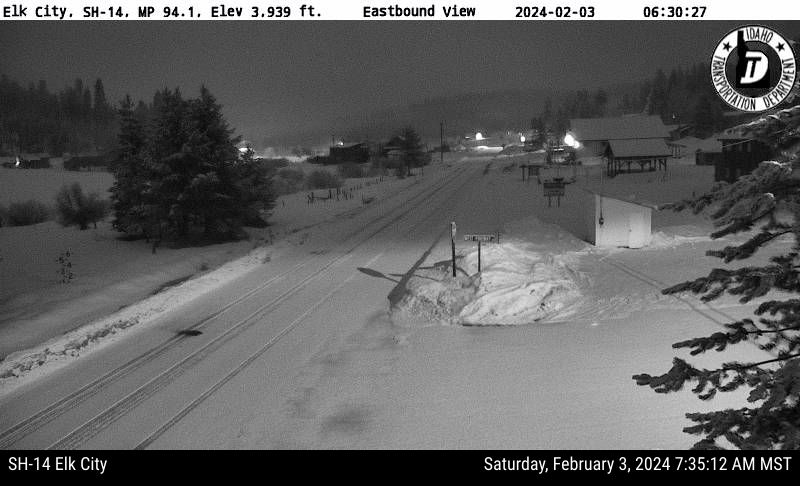 Elk City, SH-14, MP 94.1, Elev 3,939 ft. Eastbound View 2024-02-03 06:30:27
IDAHO
TRANSPORTATION DEPARTMENT
SH-14 Elk City Saturday, February 3, 2024 7:35:12 AM MST